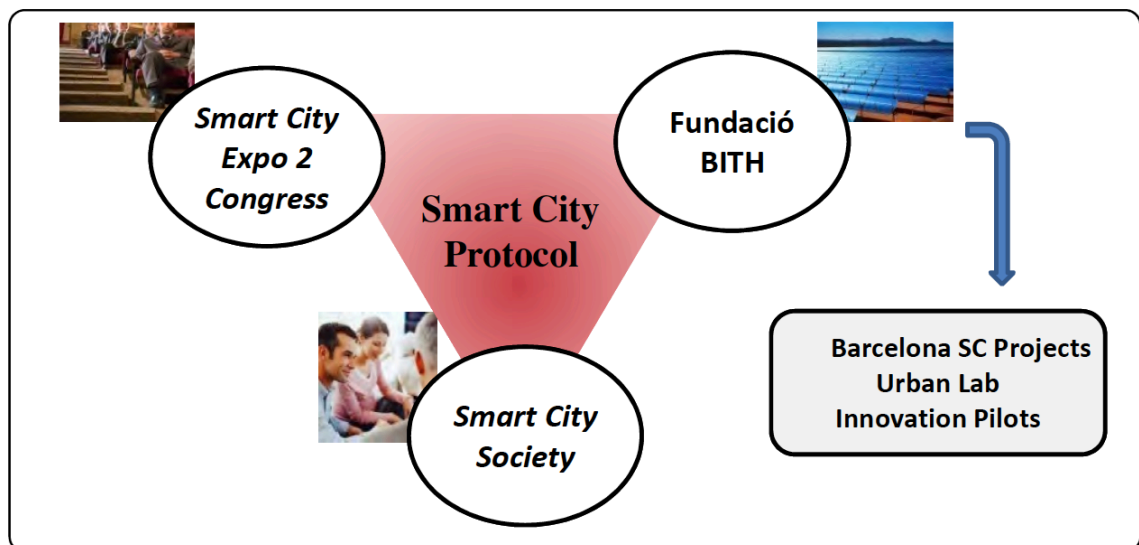 Smart City
Expo 2
Congress
Fundació
BITH
Smart City
Protocol
Smart City
Society
Barcelona SC Projects
Urban Lab
Innovation Pilots